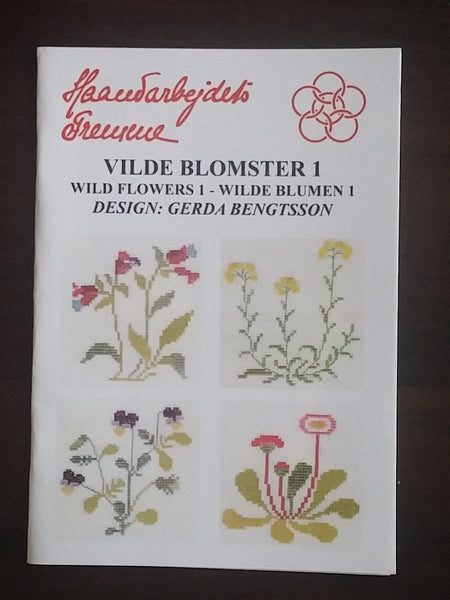 Haandarbejdets
Fremme
VILDE BLOMSTER 1
WILD FLOWERS 1 - WILDE BLUMEN 1
DESIGN: GERDA BENGTSSON